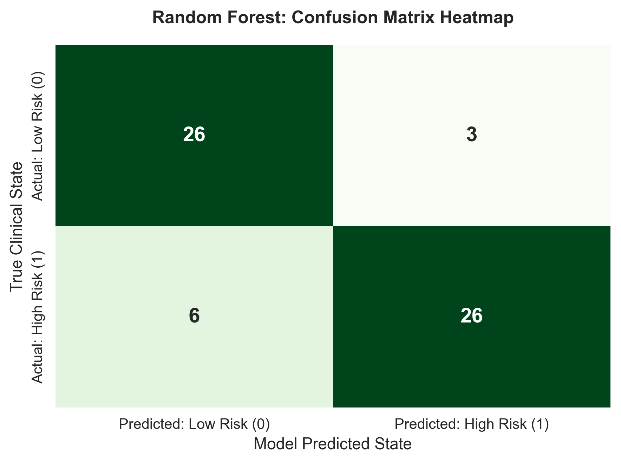 Random Forest: Confusion Matrix Heatmap
True Clinical State
Actual: Low Risk (0)
26
3
Actual: High Risk (1)
6
26
Predicted: Low Risk (0)
Predicted: High Risk (1)
Model Predicted State